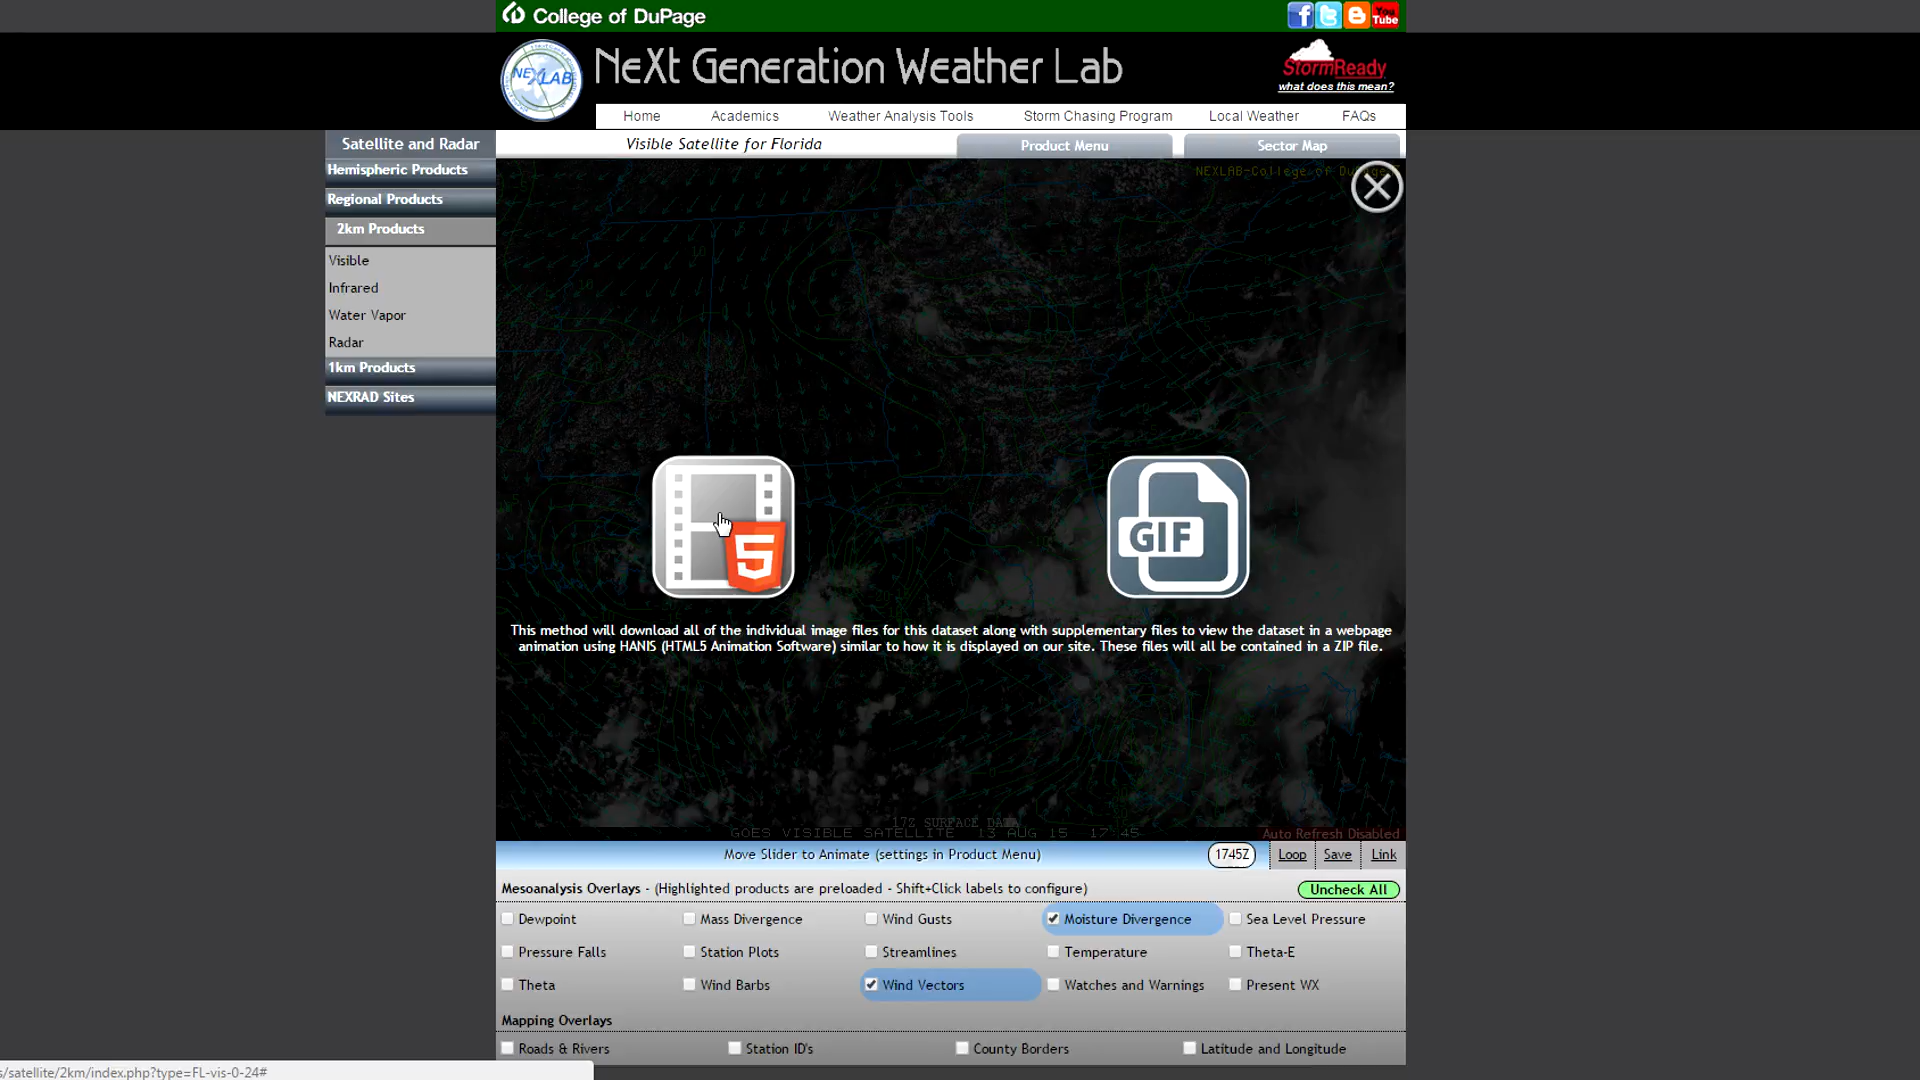 College of DuPage
You
Tube
NEXLAB
NeXt Generation Weather Lab
StormReady
what does this mean?
Home Academics Weather Analysis Tools Storm Chasing Program Local Weather FAQs
Satellite and Radar
Visible Satellite for Florida
Product Menu
Sector Map
Hemispheric Products
Regional Products
2km Products
Visible
Infrared
Water Vapor
Radar
1km Products
NEXRAD Sites
NEXLAB-College of DuPage
5
GIF
This method will download all of the individual image files for this dataset along with supplementary files to view the dataset in a webpage
animation using HANIS (HTML5 Animation Software) similar to how it is displayed on our site. These files will all be contained in a ZIP file.
17Z SURFACE DATA
GOES VISIBLE SATELLITE 13 AUG 15 17:45
Auto Refresh Disabled
Move Slider to Animate (settings in Product Menu) 1745Z Loop Save Link
Mesoanalysis Overlays - (Highlighted products are preloaded - Shift+Click labels to configure) Uncheck All
Dewpoint Mass Divergence Wind Gusts Moisture Divergence Sea Level Pressure
Pressure Falls Station Plots Streamlines Temperature Theta-E
Theta Wind Barbs Wind Vectors Watches and Warnings Present WX
Mapping Overlays
Roads & Rivers Station ID's County Borders Latitude and Longitude
s/satellite/2km/index.php?type=FL-vis-0-24#